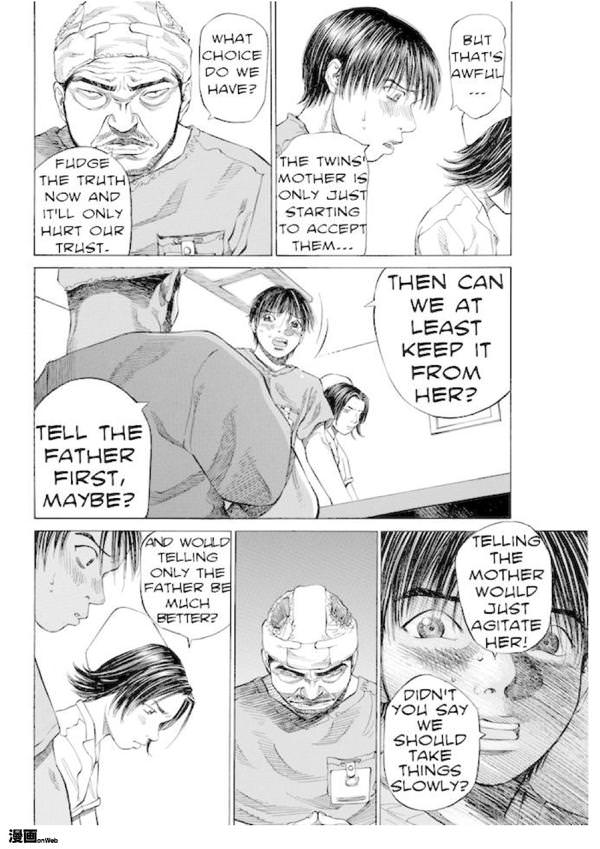 BUT
THAT'S
AWFUL
...
THE TWINS'
MOTHER IS
ONLY JUST
STARTING
TO ACCEPT
THEM...
WHAT
CHOICE
DO WE
HAVE?
FUDGE
THE TRUTH
NOW AND
IT'LL ONLY
HURT OUR
TRUST.
THEN CAN
WE AT
LEAST
KEEP IT
FROM
HER?
TELL THE
FATHER
FIRST,
MAYBE?
TELLING
THE
MOTHER
WOULD
JUST
AGITATE
HER!
DIDN'T
YOU SAY
WE
SHOULD
TAKE
THINGS
SLOWLY?
AND WOULD
TELLING
ONLY THE
FATHER BE
MUCH
BETTER?
漫画onWeb